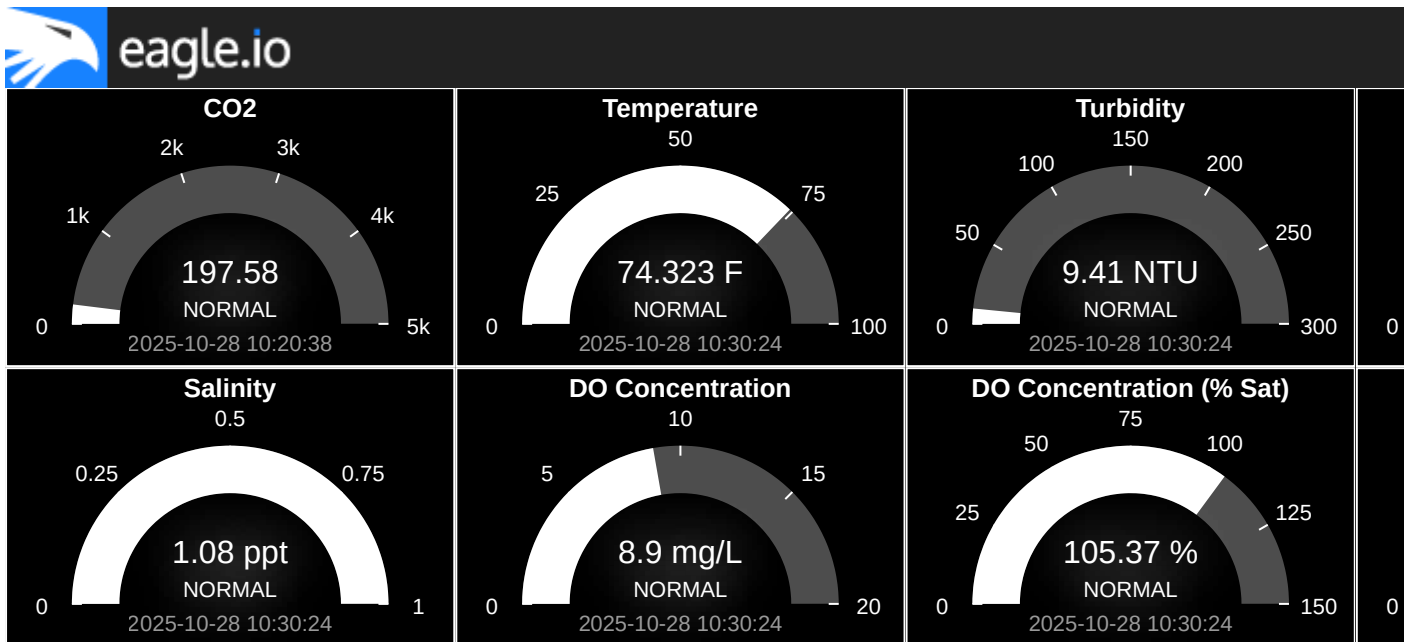 eagle.io
CO2
2k
3k
1k
4k
197.58
NORMAL
0
5k
2025-10-28 10:20:38
Temperature
50
25
75
74.323 F
NORMAL
0
100
2025-10-28 10:30:24
Turbidity
150
100
200
50
250
9.41 NTU
NORMAL
0
300
2025-10-28 10:30:24
0
Salinity
0.5
0.25
0.75
1.08 ppt
NORMAL
0
1
2025-10-28 10:30:24
DO Concentration
10
5
15
8.9 mg/L
NORMAL
0
20
2025-10-28 10:30:24
DO Concentration (% Sat)
75
50
100
25
125
105.37 %
NORMAL
0
150
2025-10-28 10:30:24
0